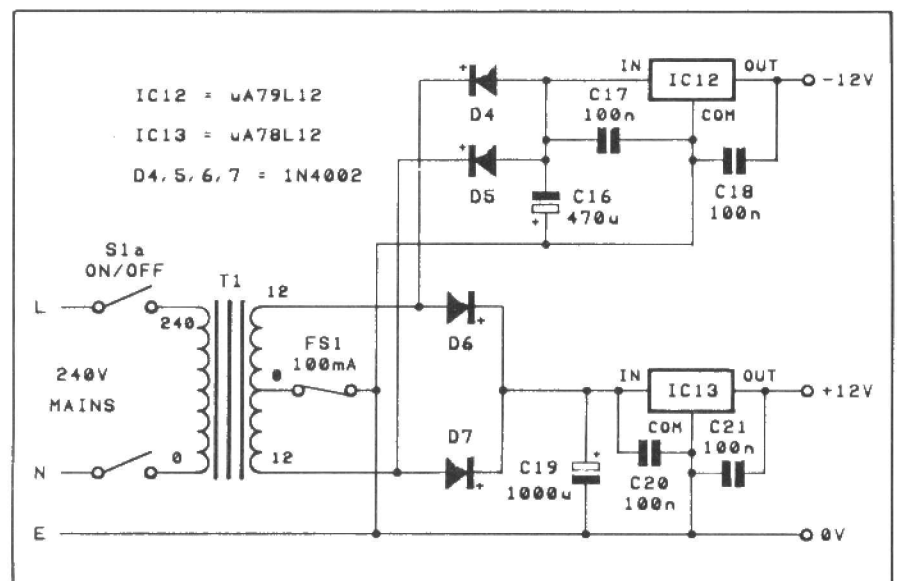 IC12 = uA79L12
IC13 = uA78L12
D4,5,6,7 = 1N4002
+
D4
+
D5
C17
100n
IN
IC12
OUT
COM
-12V
C18
100n
C16
470u
+
S1a
ON/OFF
L
240V
MAINS
N
E
T1
240
0
12
0
12
FS1
100mA
D6
+
D7
+
C19
1000u
+
IN
IC13
OUT
COM
+12V
C20
100n
C21
100n
0V